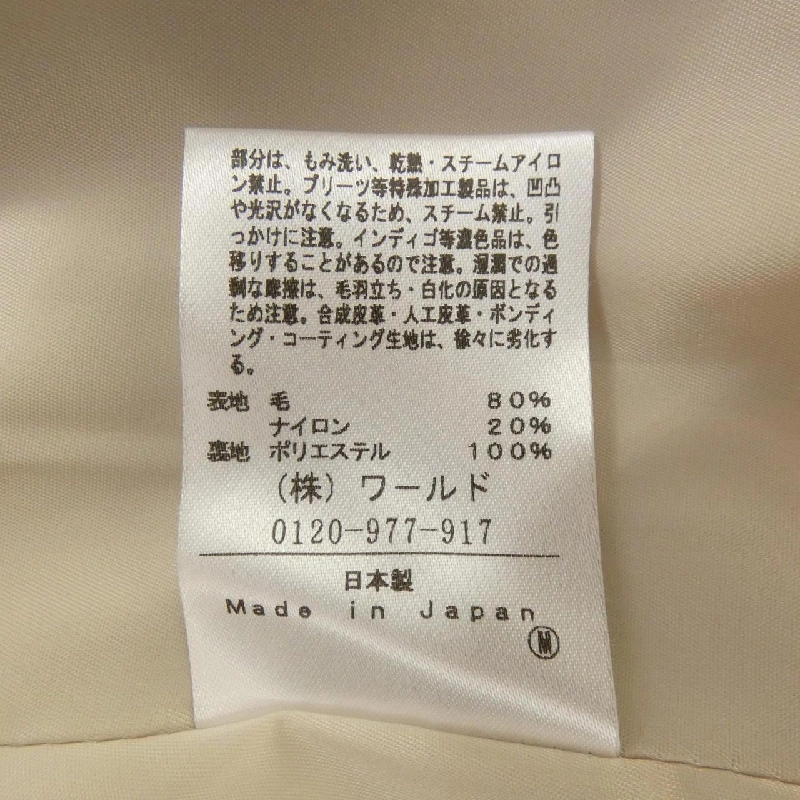 部分は、もみ洗い、乾熱・スチームアイロ
ン禁止。プリーツ等特殊加工製品は、凹凸
や光沢がなくなるため、スチーム禁止。引
っかけに注意。インディゴ等濃色品は、色
移りすることがあるので注意。湿潤での過
剰な摩擦は、毛羽立ち・白化の原因となる
ため注意。合成皮革・人工皮革・ボンディ
ング・コーティング生地は、徐々に劣化す
る。
表地 毛 80%
ナイロン 20%
裏地 ポリエステル 100%
(株)ワールド
0120-977-917
日本製
Made in Japan
M